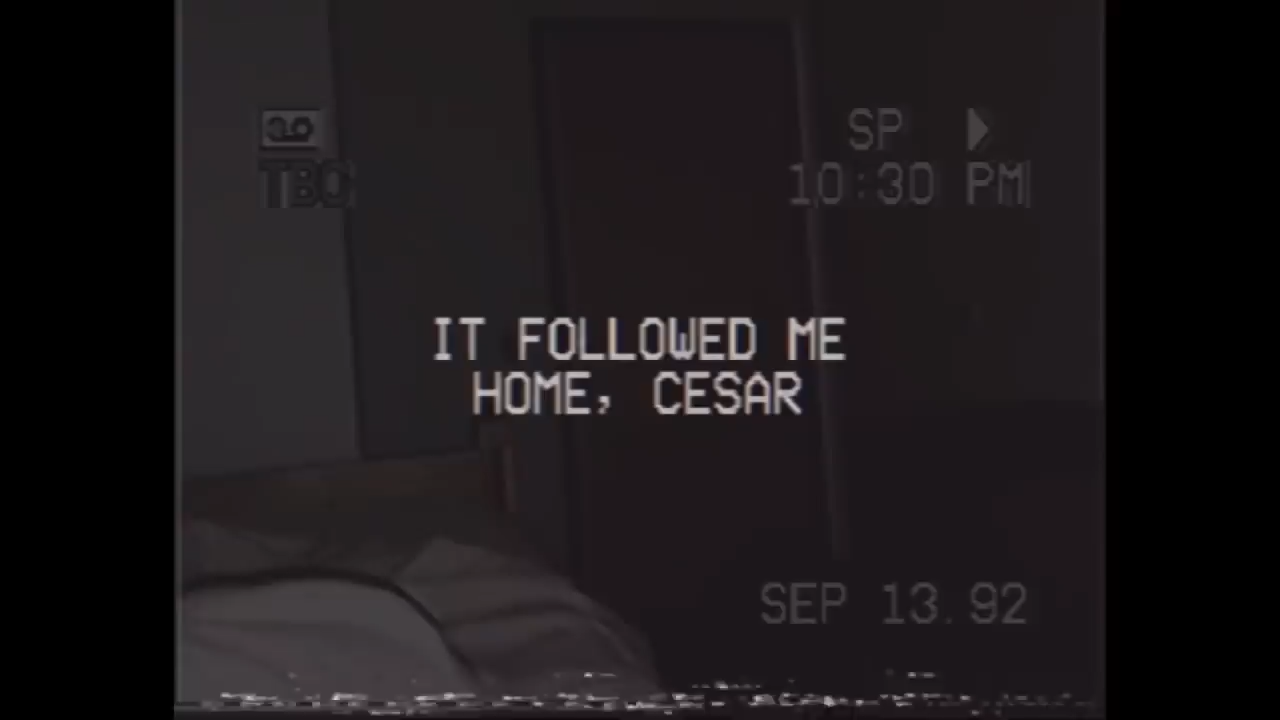 SP
TBC
10:30 PM
IT FOLLOWED ME
HOME, CESAR
SEP 13.92